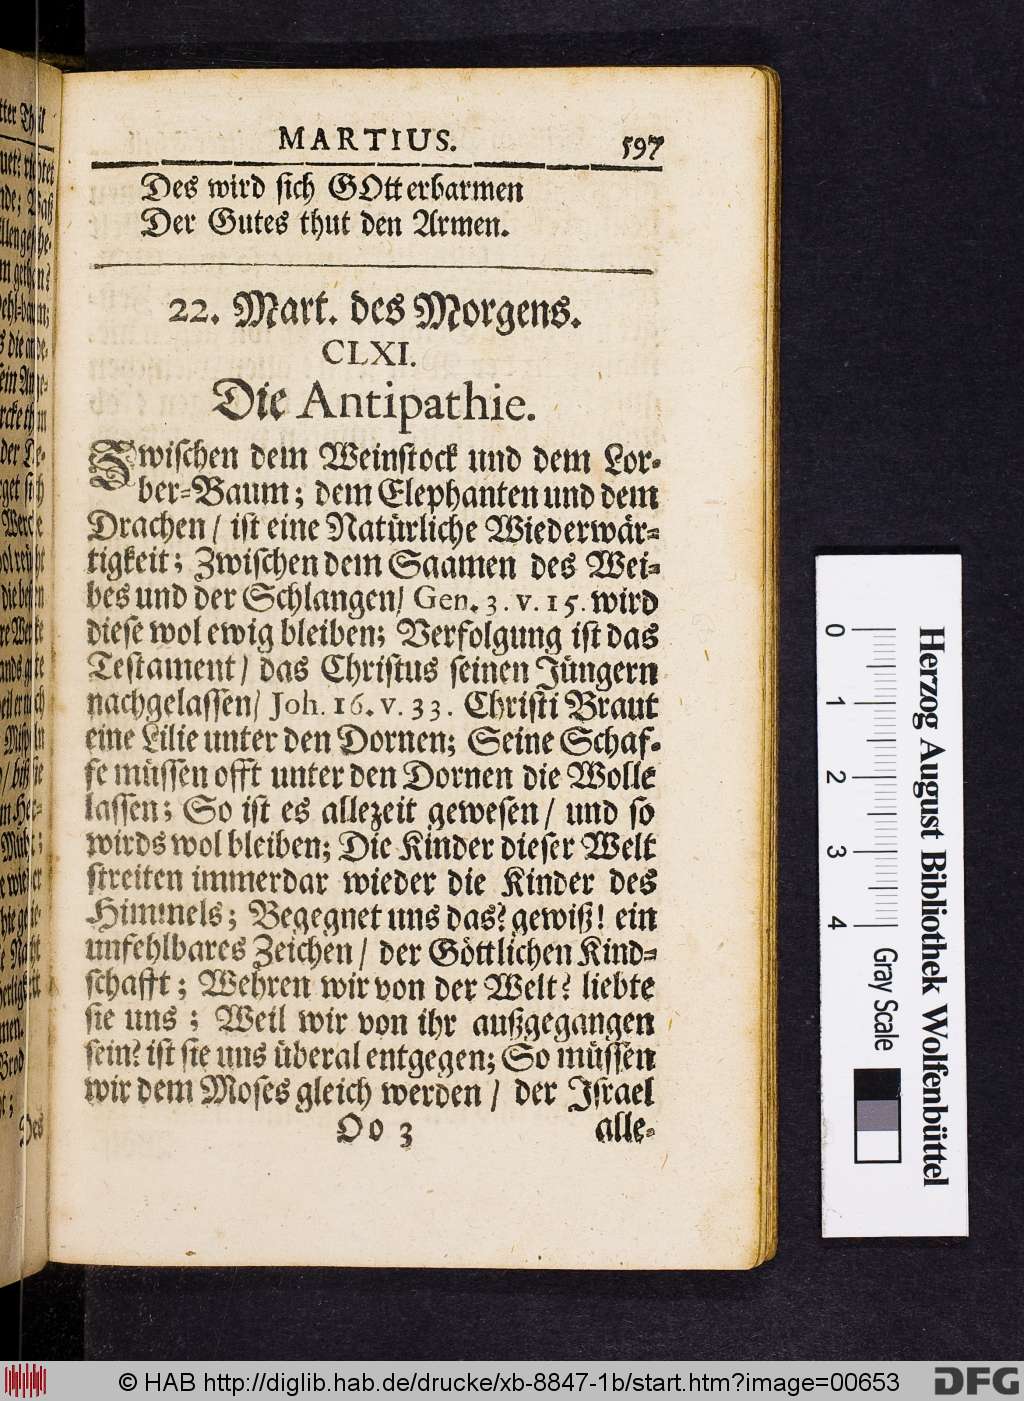 MARTIUS. 597
Des wird sich GOtt erbarmen
Der Gutes thut den Armen.
22. Mart. des Morgens.
CLXI.
Die Antipathie.
Zwischen dem Weinstock und dem Lor-
ber-Baum; dem Elephanten und dem
Drachen / ist eine Natürliche Wiederwär-
tigkeit; Zwischen dem Saamen des Wei-
bes und der Schlangen/ Gen. 3. v. 15. wird
diese wol ewig bleiben; Verfolgung ist das
Testament / das Christus seinen Jüngern
nachgelassen/ Joh. 16. v. 33. Christi Braut
eine Lilie unter den Dornen; Seine Schaf-
fe müssen offt unter den Dornen die Wolle
lassen; So ist es allezeit gewesen / und so
wirds wol bleiben; Die Kinder dieser Welt
streiten immerdar wieder die Kinder des
Himmels; Begegnet uns das? gewiß! ein
unfehlbares Zeichen / der Göttlichen Kind-
schafft; Wehren wir von der Welt? liebte
sie uns; Weil wir von ihr außgegangen
sein? ist sie uns überal entgegen; So müssen
wir dem Moses gleich werden / der Israel
Oo 3 alle-
0 1 2 3 4 Gray Scale
Herzog August Bibliothek Wolfenbüttel
© HAB http://diglib.hab.de/drucke/xb-8847-1b/start.htm?image=00653 DFG